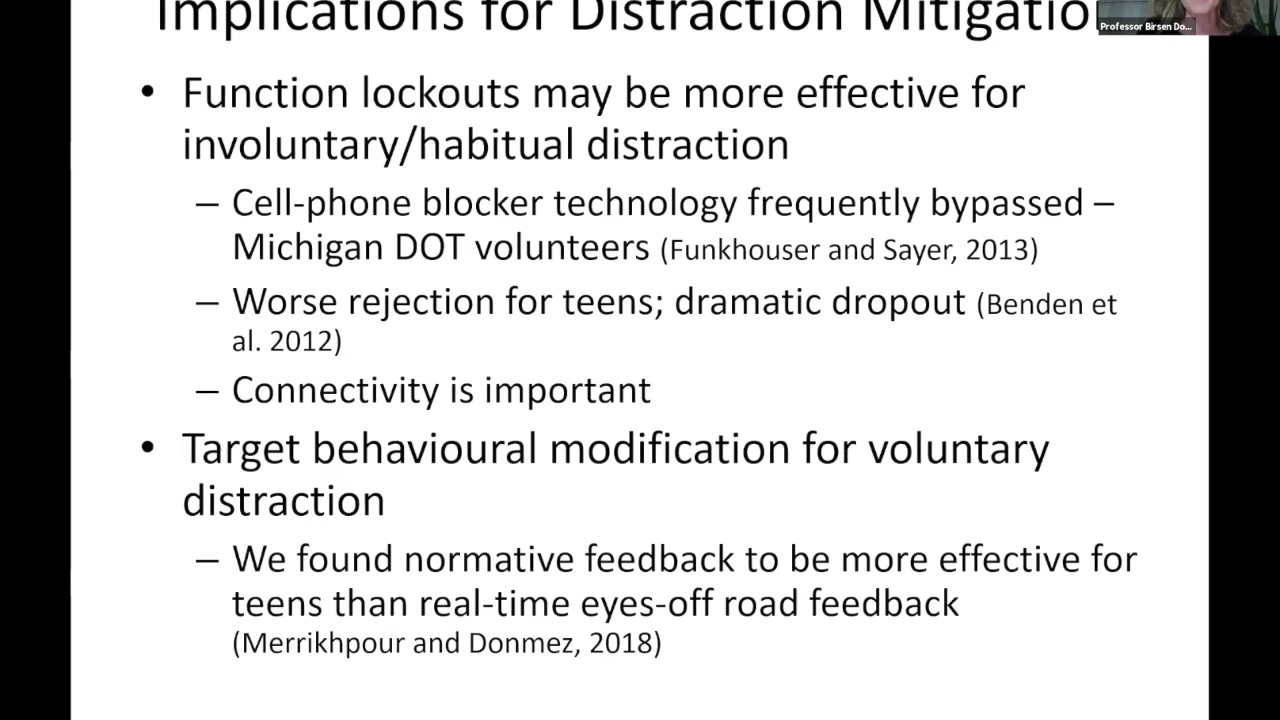 Implications for Distraction Mitigatio
Professor Birsen Do...
• Function lockouts may be more effective for
involuntary/habitual distraction
– Cell-phone blocker technology frequently bypassed –
Michigan DOT volunteers (Funkhouser and Sayer, 2013)
– Worse rejection for teens; dramatic dropout (Benden et
al. 2012)
– Connectivity is important
• Target behavioural modification for voluntary
distraction
– We found normative feedback to be more effective for
teens than real-time eyes-off road feedback
(Merrikhpour and Donmez, 2018)